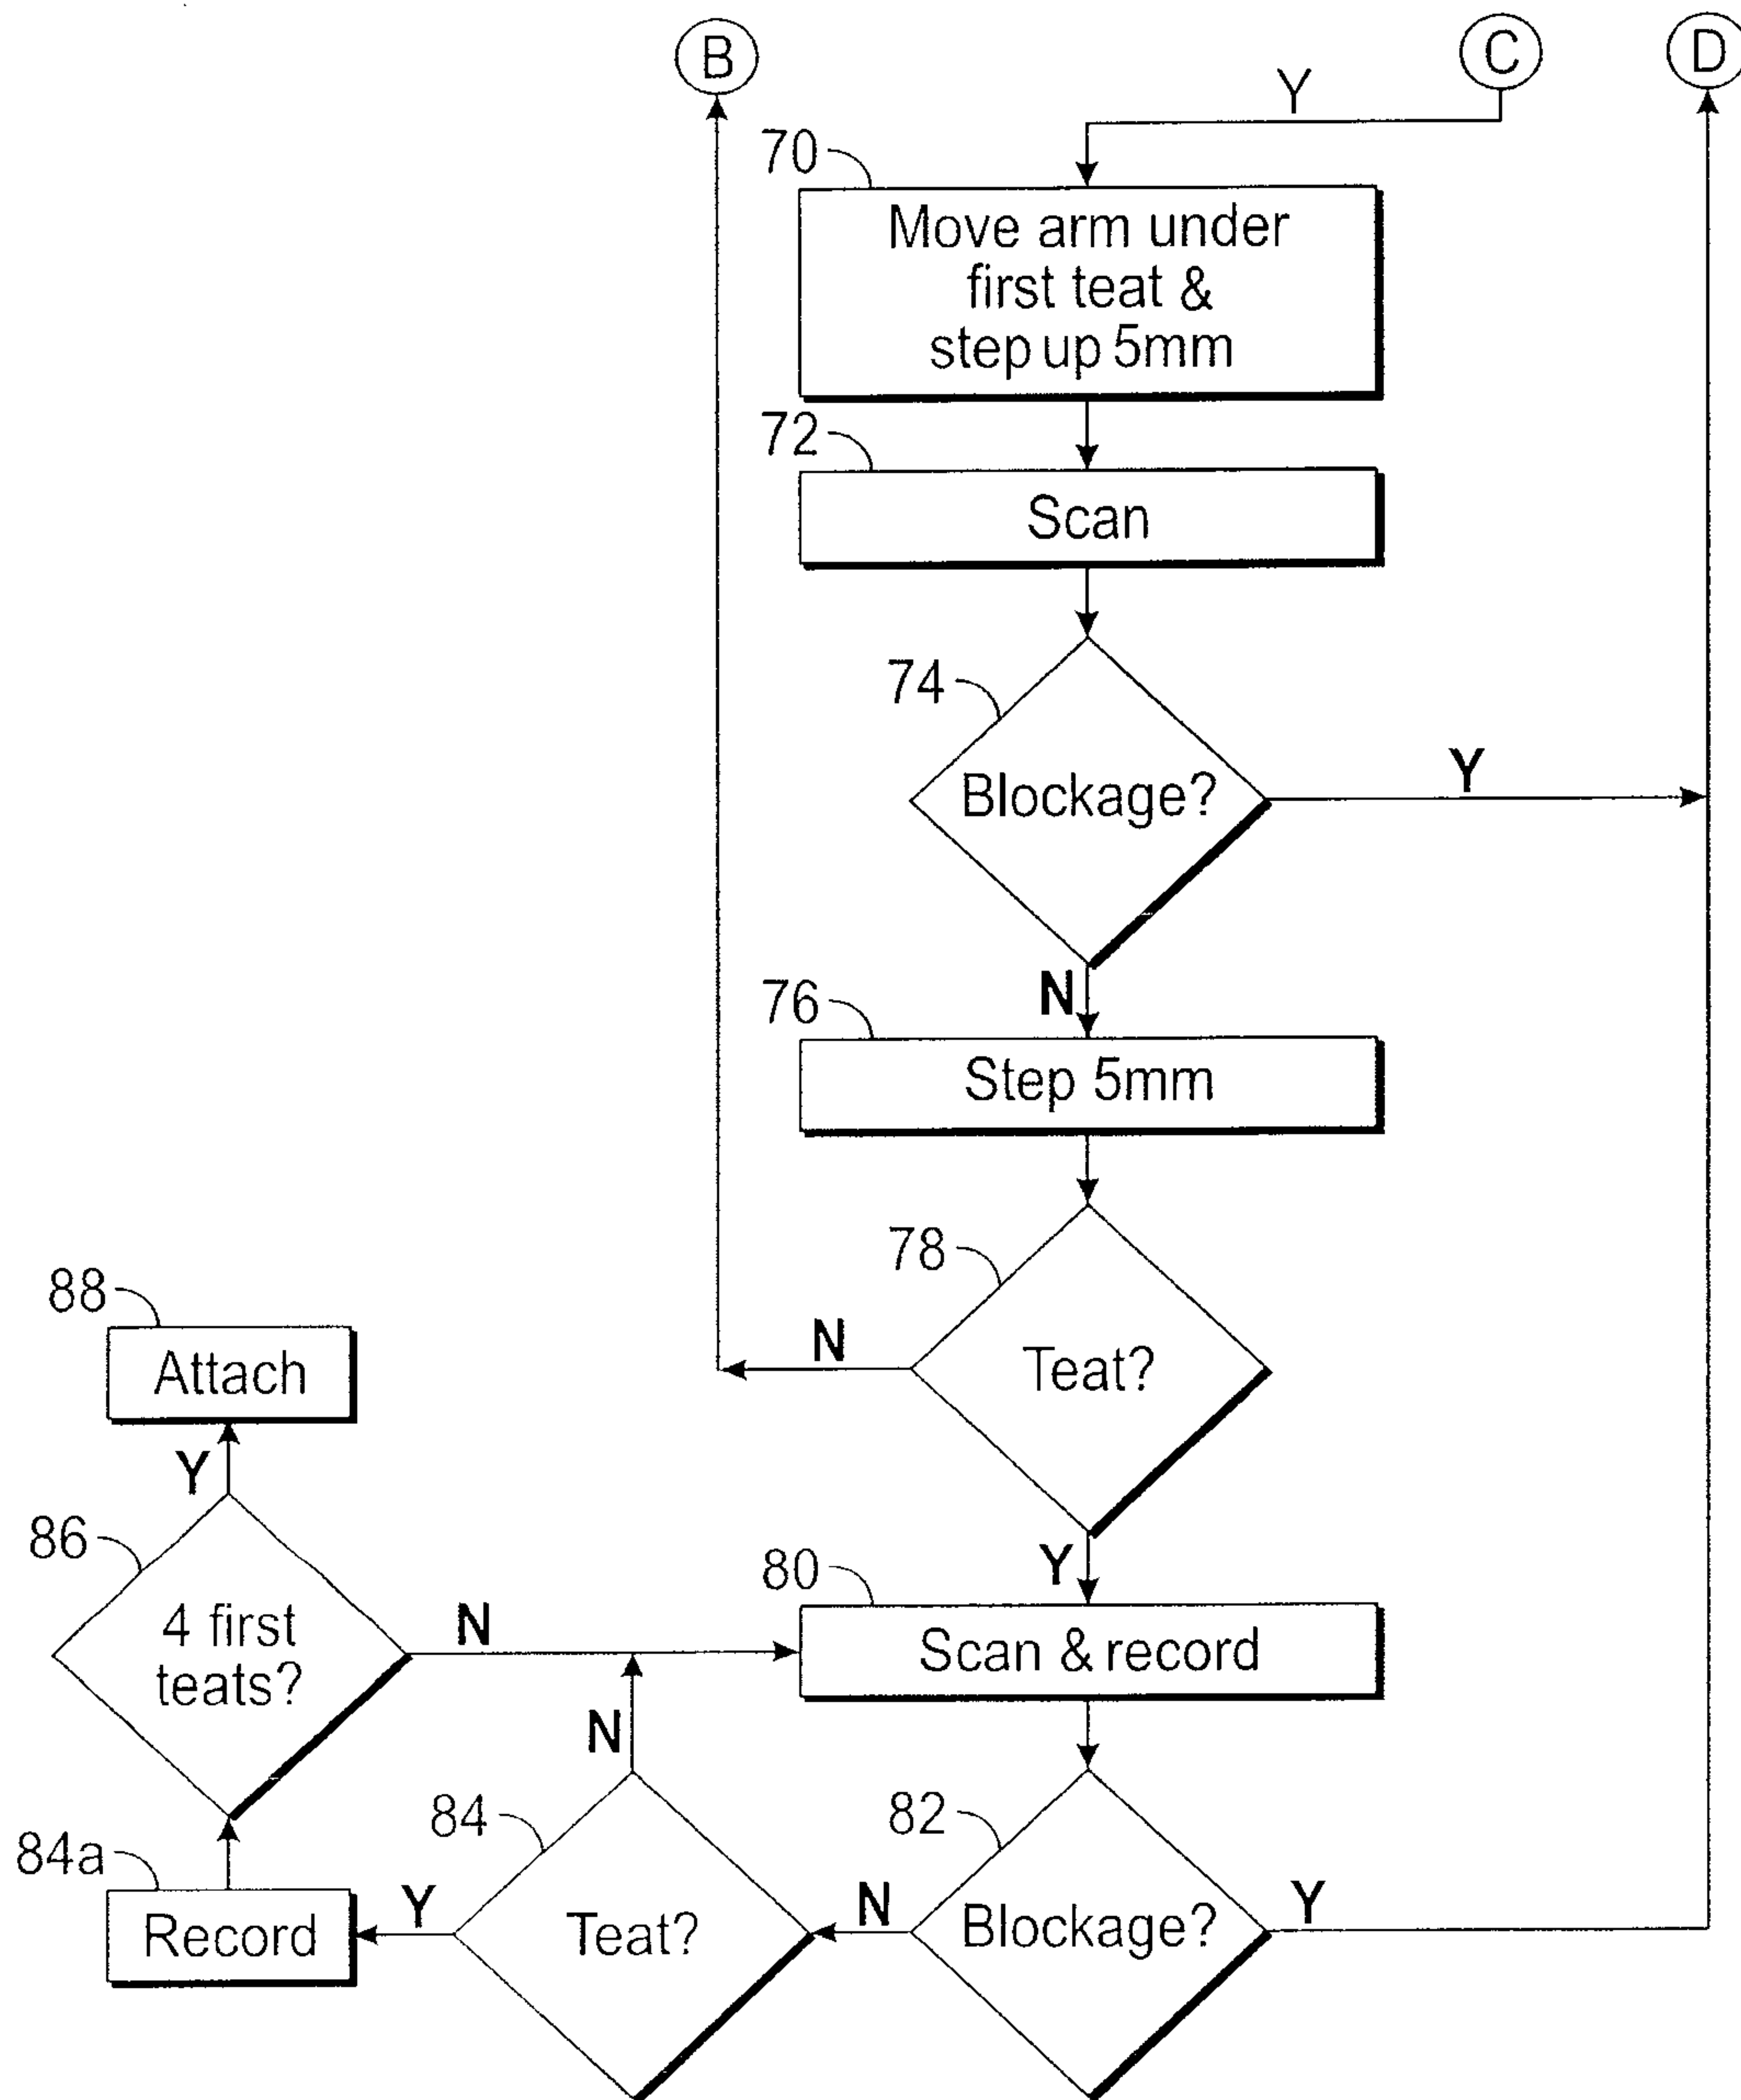 B
C
D
Y
70
Move arm under
first teat &
step up 5mm
72
Scan
74
Blockage?
Y
N
76
Step 5mm
78
Teat?
N
Y
88
Attach
Y
86
4 first
teats?
N
80
Scan & record
N
84
Teat?
82
Blockage?
Y
N
Y
84a
Record